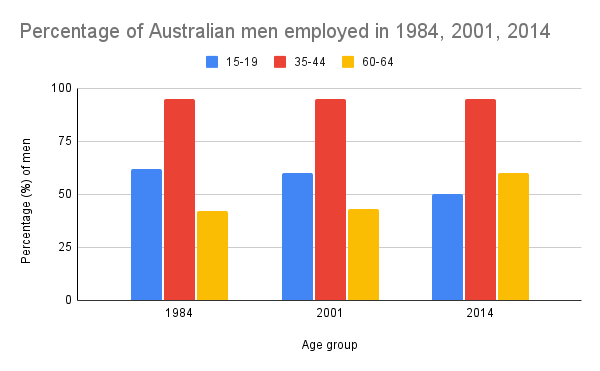 Percentage of Australian men employed in 1984, 2001, 2014
15-19 35-44 60-64
100
75
50
25
0
Percentage (%) of men
1984 2001 2014
Age group